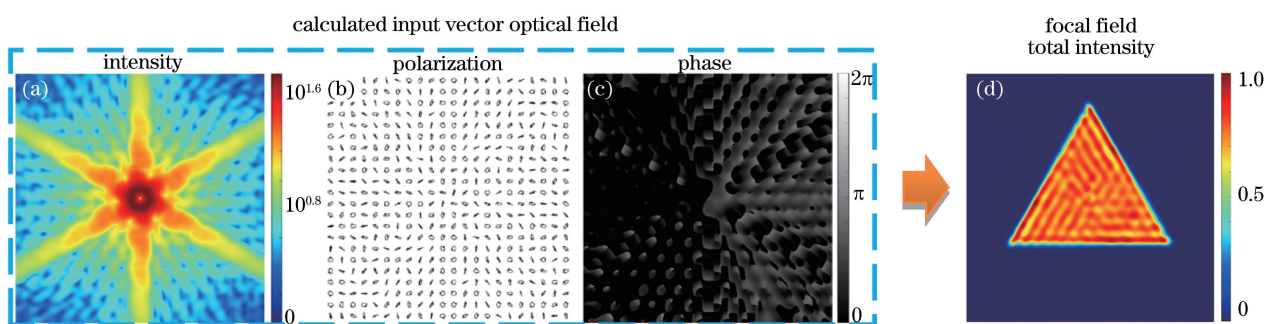 calculated input vector optical field
intensity
polarization
phase
(a)
10^1.6
10^0.8
0
(b)
(c)
2π
π
0
focal field
total intensity
(d)
1.0
0.5
0